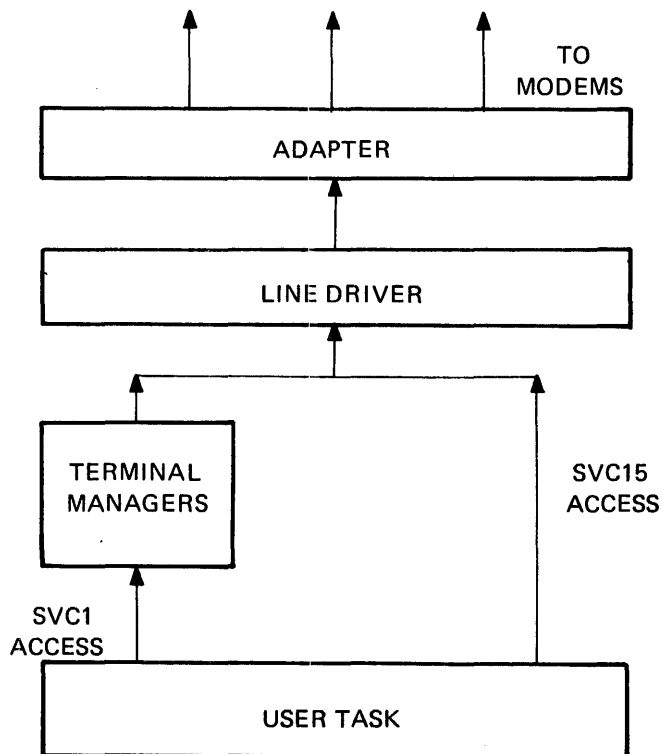 TO
MODEMS
ADAPTER
LINE DRIVER
TERMINAL
MANAGERS
SVC15
ACCESS
SVC1
ACCESS
USER TASK